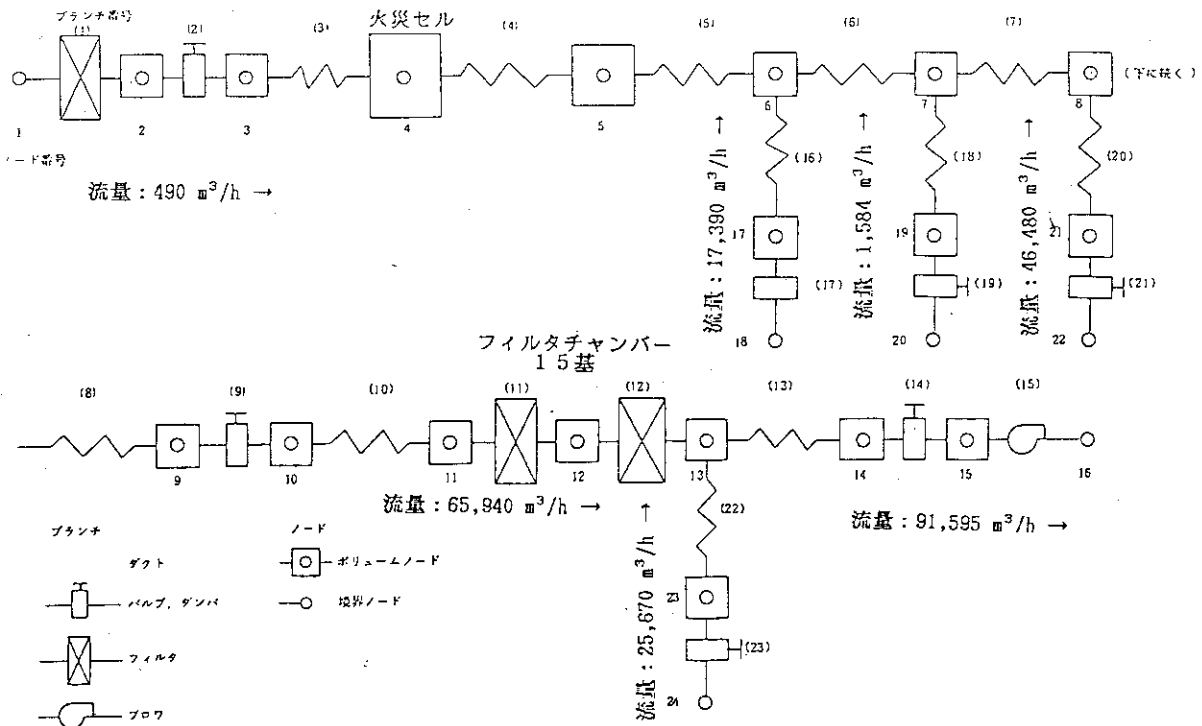 ブランチ番号
(1)
(2)
(3)
火災セル
(4)
(5)
(6)
(7)
(下に続く)
1
2
3
4
5
6
7
8
ノード番号
流量:490 m³/h →
流量:17,390 m³/h →
流量:1,584 m³/h →
流量:46,480 m³/h →
(16)
(18)
(20)
17
19
21
(17)
(19)
(21)
18
20
22
フィルタチャンバー
15基
(8)
(9)
(10)
(11)
(12)
(13)
(14)
(15)
9
10
11
12
13
14
15
16
流量:65,940 m³/h →
流量:91,595 m³/h →
流量:25,670 m³/h →
(22)
23
(23)
24
ブランチ
ノード
ダクト
ボリュームノード
バルブ, ダンパ
境界ノード
フィルタ
ブロワ